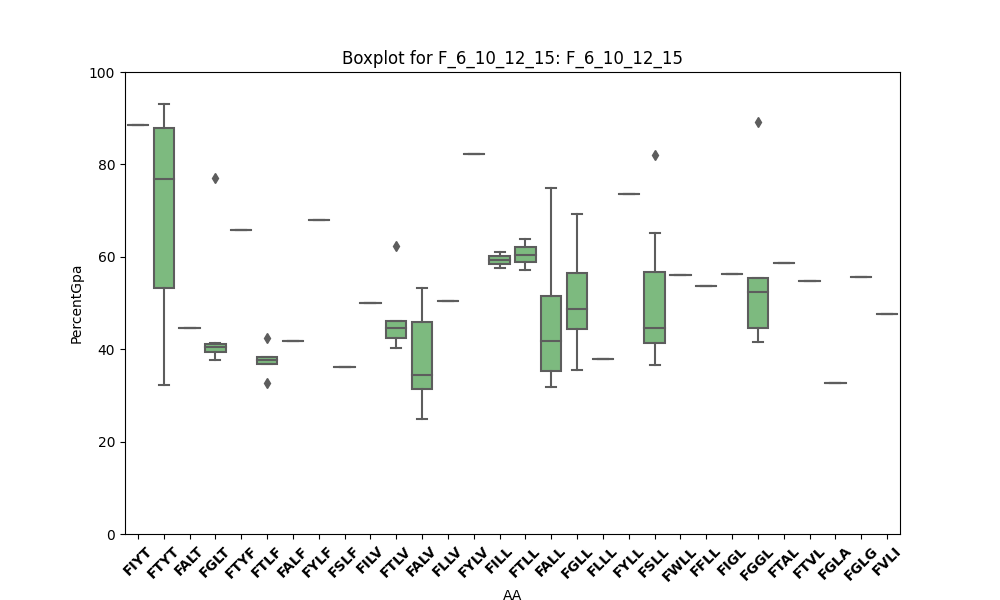 Boxplot for F_6_10_12_15: F_6_10_12_15
100
80
60
40
20
0
PercentGpa
FIYT
FTYT
FALT
FGLT
FTYF
FTLF
FALF
FYLF
FSLF
FILV
FTLV
FALV
FLLV
FYLV
FILL
FTLL
FALL
FGLL
FLLL
FYLL
FSLL
FWLL
FFLL
FIGL
FGGL
FTAL
FTVL
FGLA
FGLG
FVLI
AA